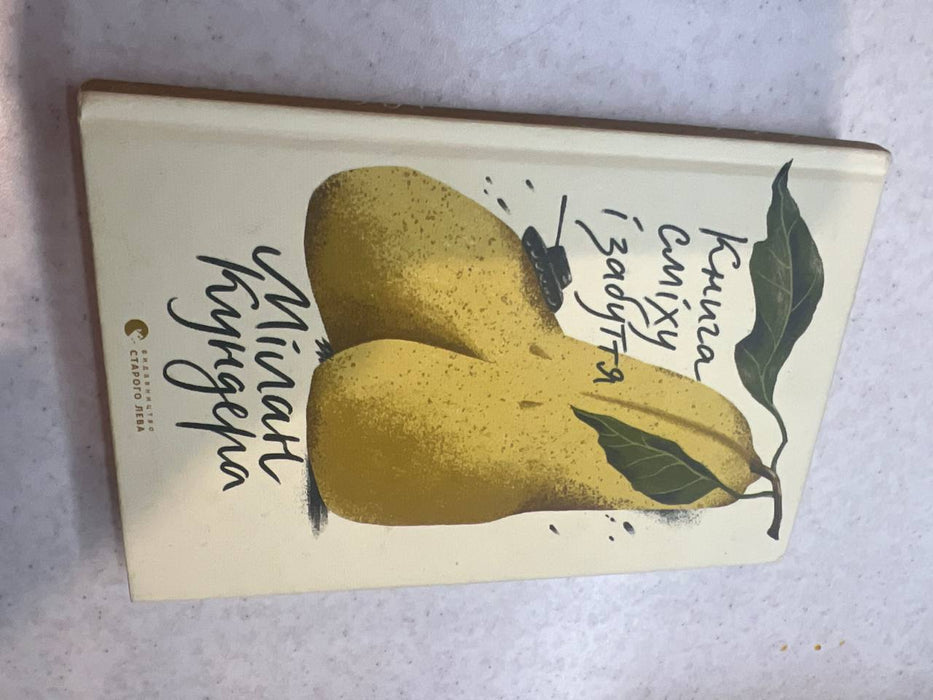 Книга
сміху
і забуття
Мілан
Кундера
ВИДАВНИЦТВО
СТАРОГО ЛЕВА